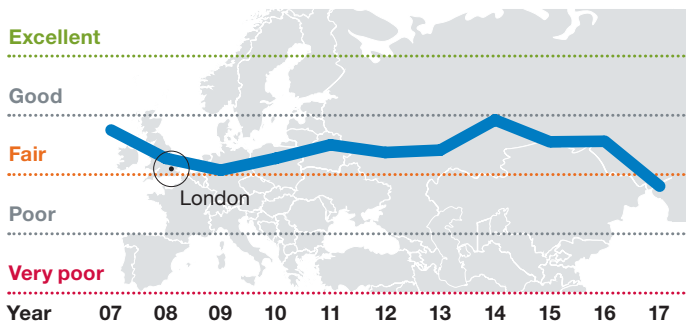 Excellent
Good
Fair
London
Poor
Very poor
Year 07 08 09 10 11 12 13 14 15 16 17